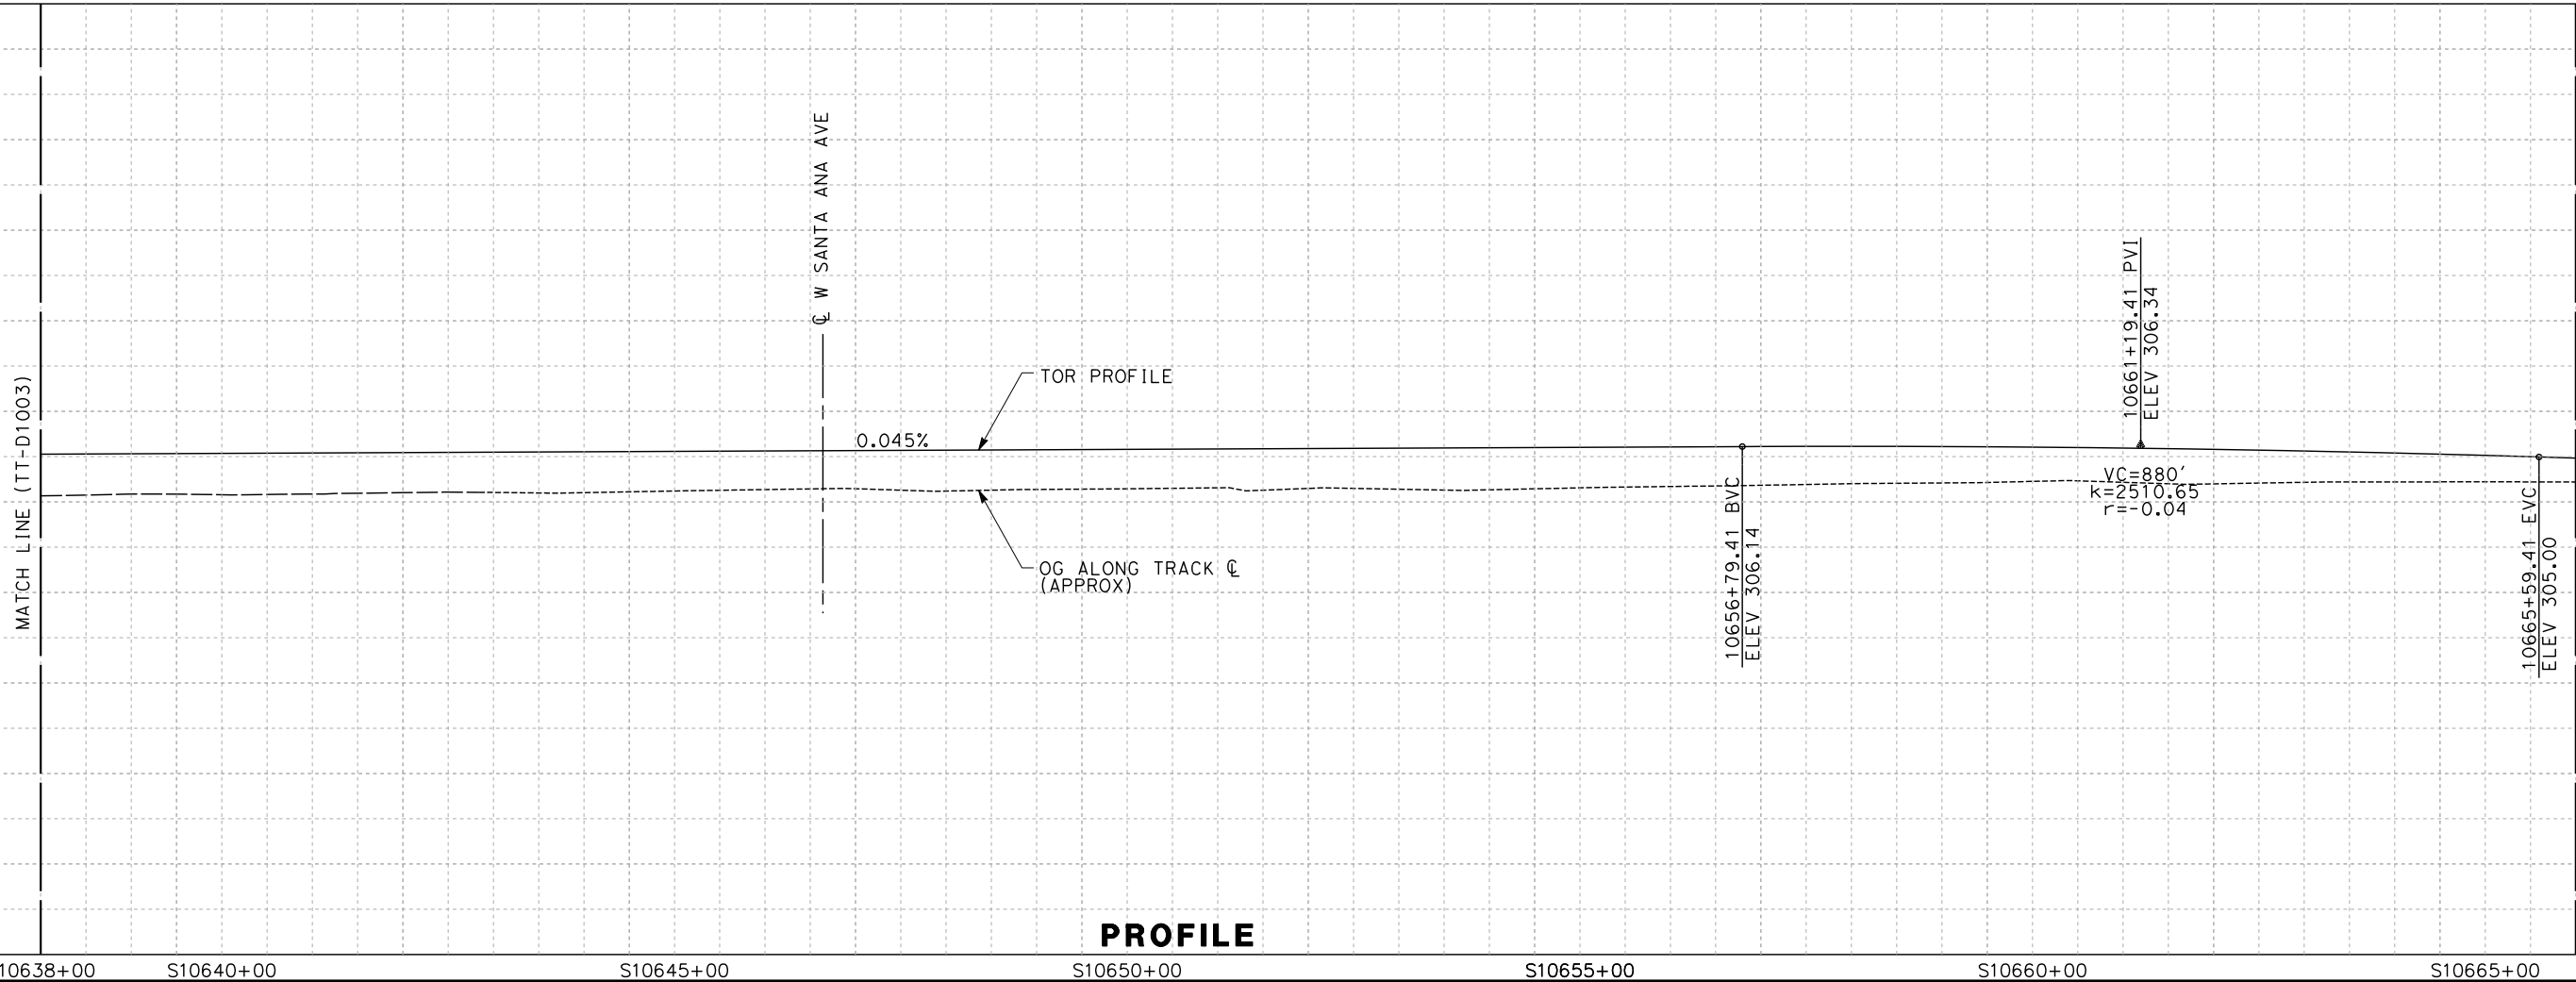 MATCH LINE (TT-D1003)
℄ W SANTA ANA AVE
0.045%
TOR PROFILE
OG ALONG TRACK ℄
(APPROX)
10656+79.41 BVC
ELEV 306.14
10661+19.41 PVI
ELEV 306.34
VC=880'
k=2510.65
r=-0.04
10665+59.41 EVC
ELEV 305.00
PROFILE
10638+00 S10640+00 S10645+00 S10650+00 S10655+00 S10660+00 S10665+00